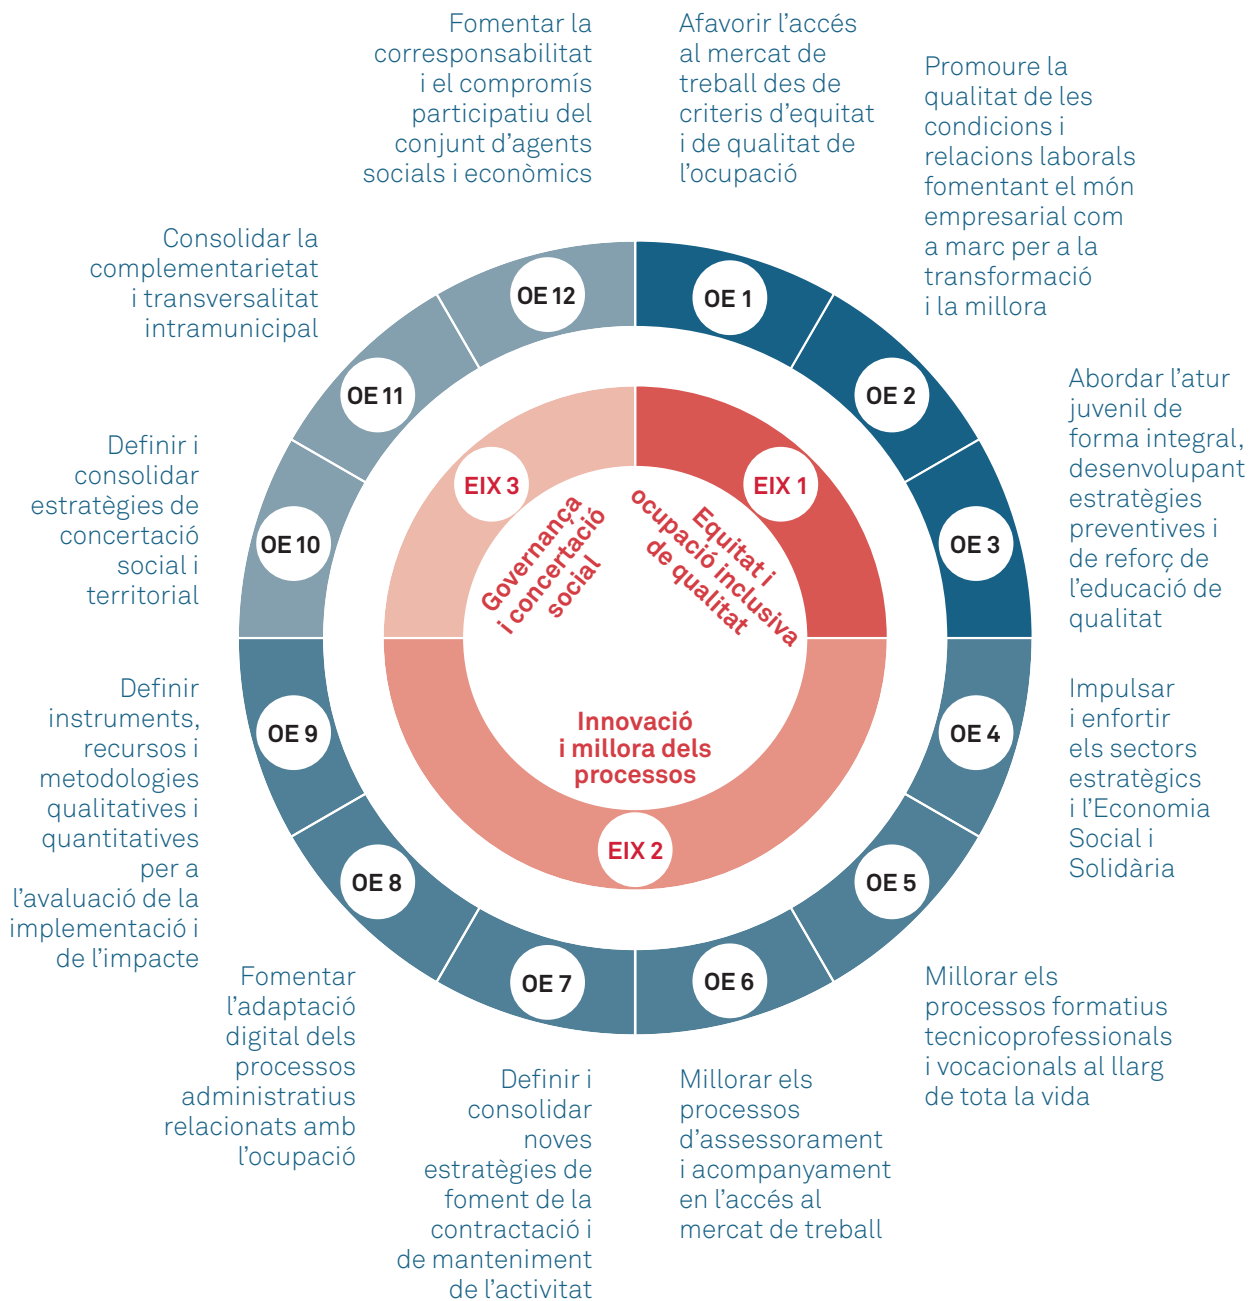 Fomentar la
corresponsabilitat
i el compromís
participatiu del
conjunt d'agents
socials i econòmics
Afavorir l'accés
al mercat de
treball des de
criteris d'equitat
i de qualitat de
l'ocupació
Promoure la
qualitat de les
condicions i
relacions laborals
fomentant el món
empresarial com
a marc per a la
transformació
i la millora
Consolidar la
complementarietat
i transversalitat
intramunicipal
OE 12
OE 1
OE 11
OE 2
Abordar l'atur
juvenil de
forma integral,
desenvolupant
estratègies
preventives i
de reforç de
l'educació de
qualitat
Definir i
consolidar
estratègies de
concertació
social i
territorial
OE 10
OE 3
EIX 3
Governança
i concertació
social
EIX 1
Equitat i
ocupació inclusiva
de qualitat
Innovació
i millora dels
processos
EIX 2
Definir
instruments,
recursos i
metodologies
qualitatives i
quantitatives
per a
l'avaluació de la
implementació i
de l'impacte
OE 9
OE 4
Impulsar
i enfortir
els sectors
estratègics
i l'Economia
Social i
Solidària
OE 8
OE 5
OE 7
OE 6
Fomentar
l'adaptació
digital dels
processos
administratius
relacionats amb
l'ocupació
Definir i
consolidar
noves
estratègies de
foment de la
contractació i
de manteniment
de l'activitat
Millorar els
processos
d'assessorament
i acompanyament
en l'accés al
mercat de treball
Millorar els
processos formatius
tecnicoprofessionals
i vocacionals al llarg
de tota la vida